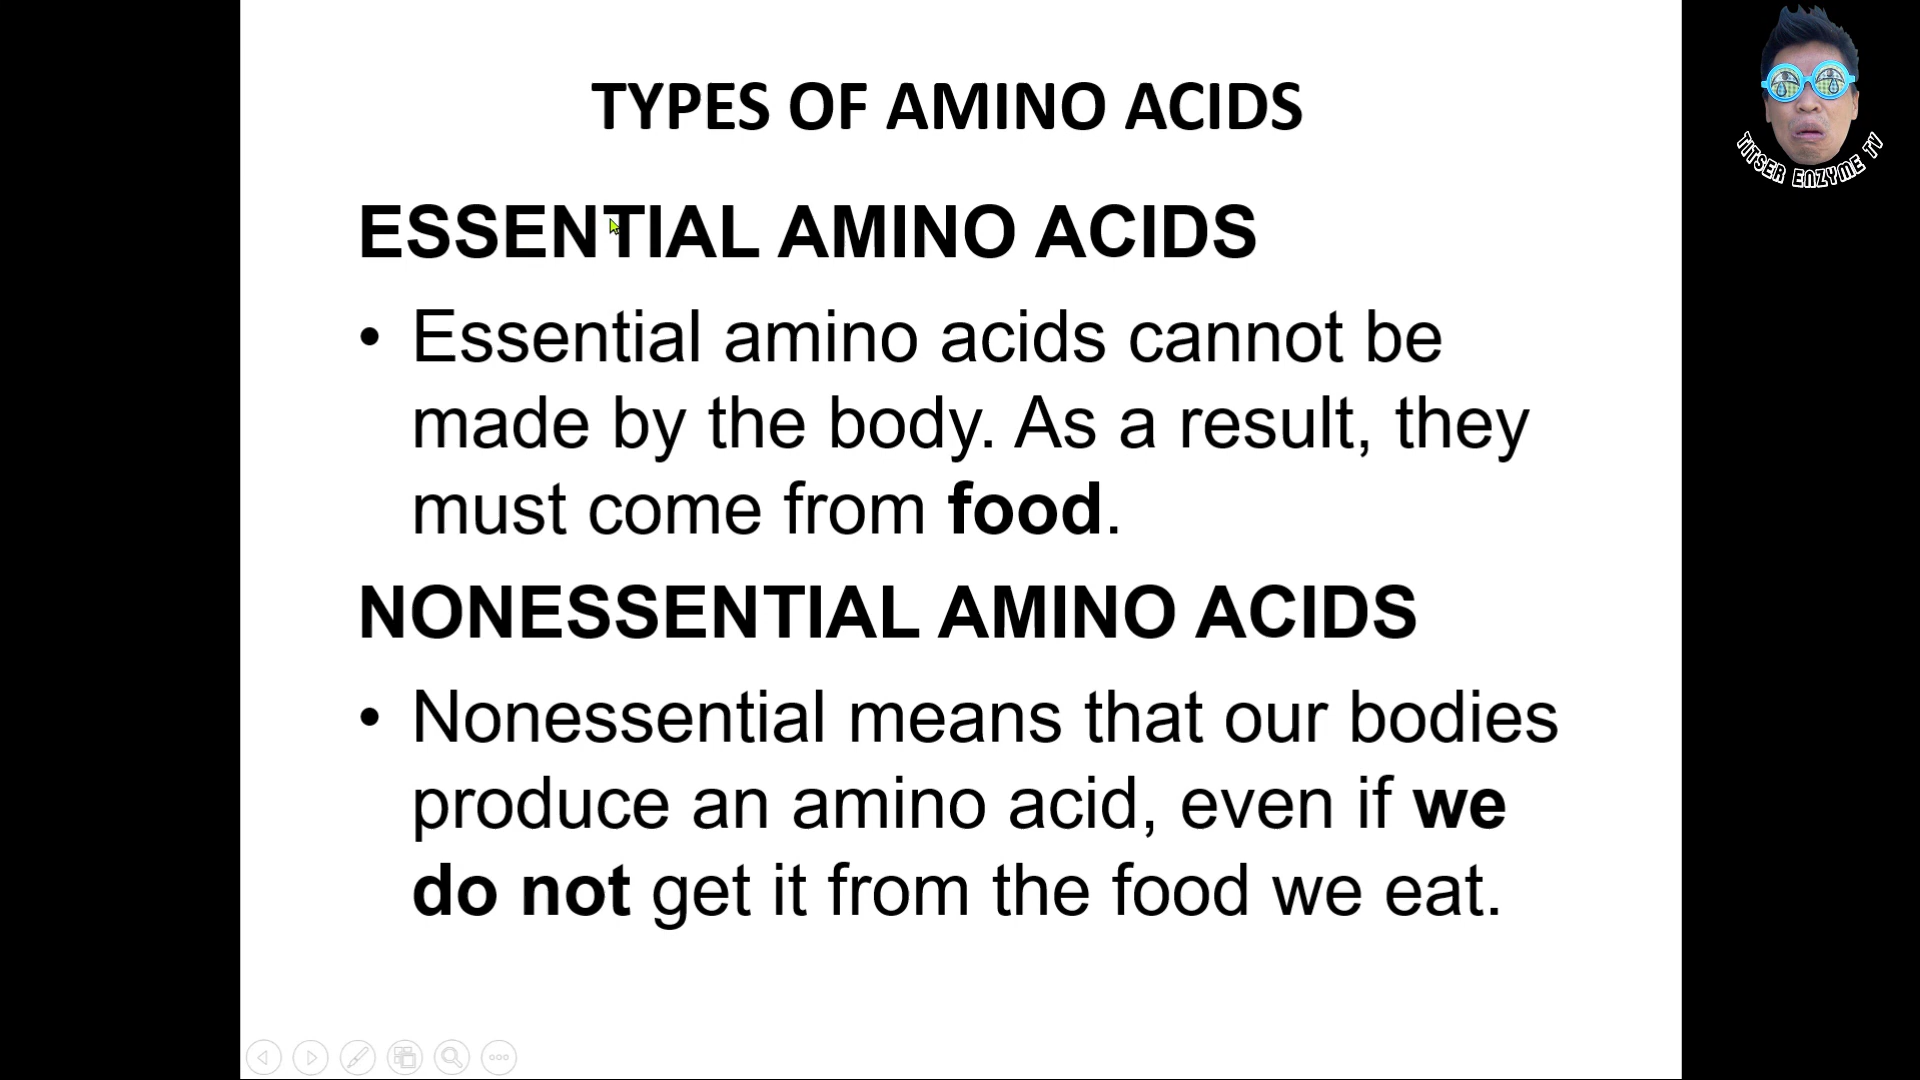 TYPES OF AMINO ACIDS
TITSER ENZYME TV
ESSENTIAL AMINO ACIDS
• Essential amino acids cannot be
made by the body. As a result, they
must come from food.
NONESSENTIAL AMINO ACIDS
• Nonessential means that our bodies
produce an amino acid, even if we
do not get it from the food we eat.